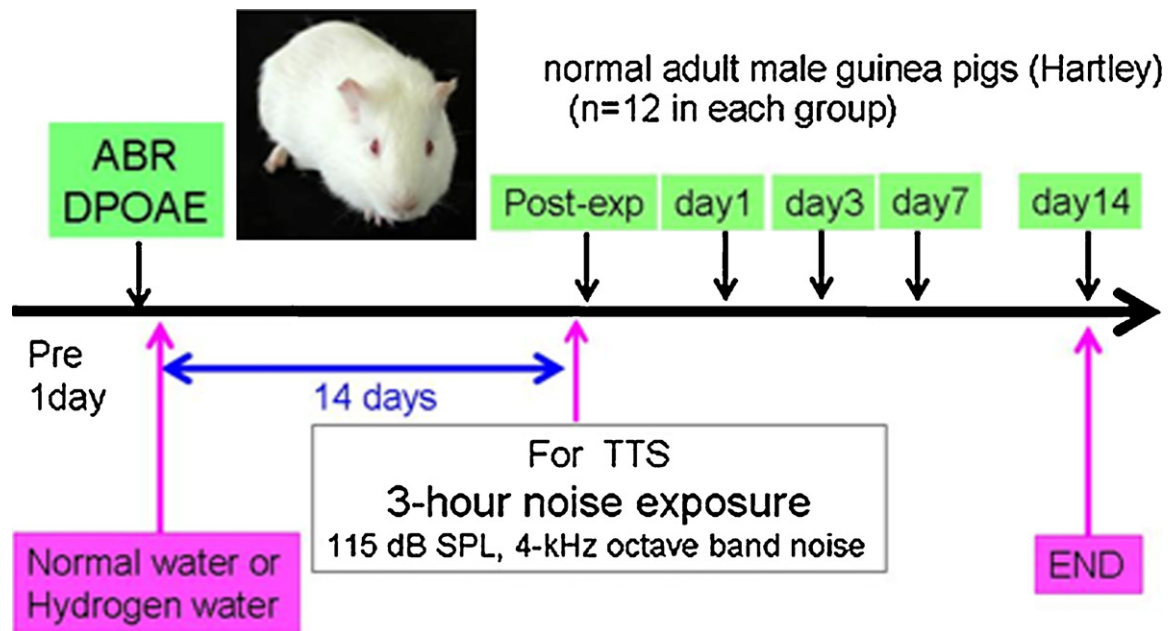 normal adult male guinea pigs (Hartley)
(n=12 in each group)
ABR
DPOAE
Post-exp
day1
day3
day7
day14
Pre
1day
14 days
For TTS
3-hour noise exposure
115 dB SPL, 4-kHz octave band noise
Normal water or
Hydrogen water
END